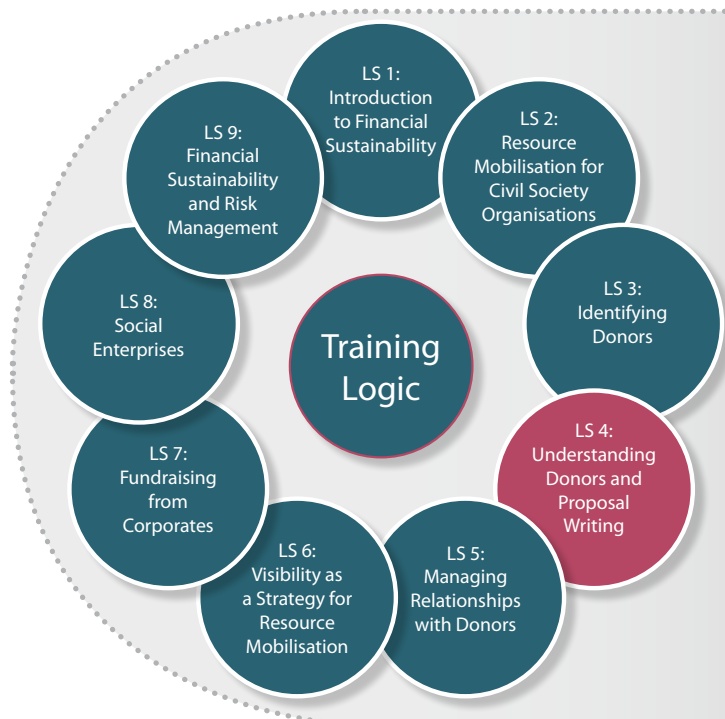 LS 1:
Introduction
to Financial
Sustainability
LS 2:
Resource
Mobilisation for
Civil Society
Organisations
LS 3:
Identifying
Donors
LS 4:
Understanding
Donors and
Proposal
Writing
LS 5:
Managing
Relationships
with Donors
LS 6:
Visibility as
a Strategy for
Resource
Mobilisation
LS 7:
Fundraising
from
Corporates
LS 8:
Social
Enterprises
LS 9:
Financial
Sustainability
and Risk
Management
Training
Logic